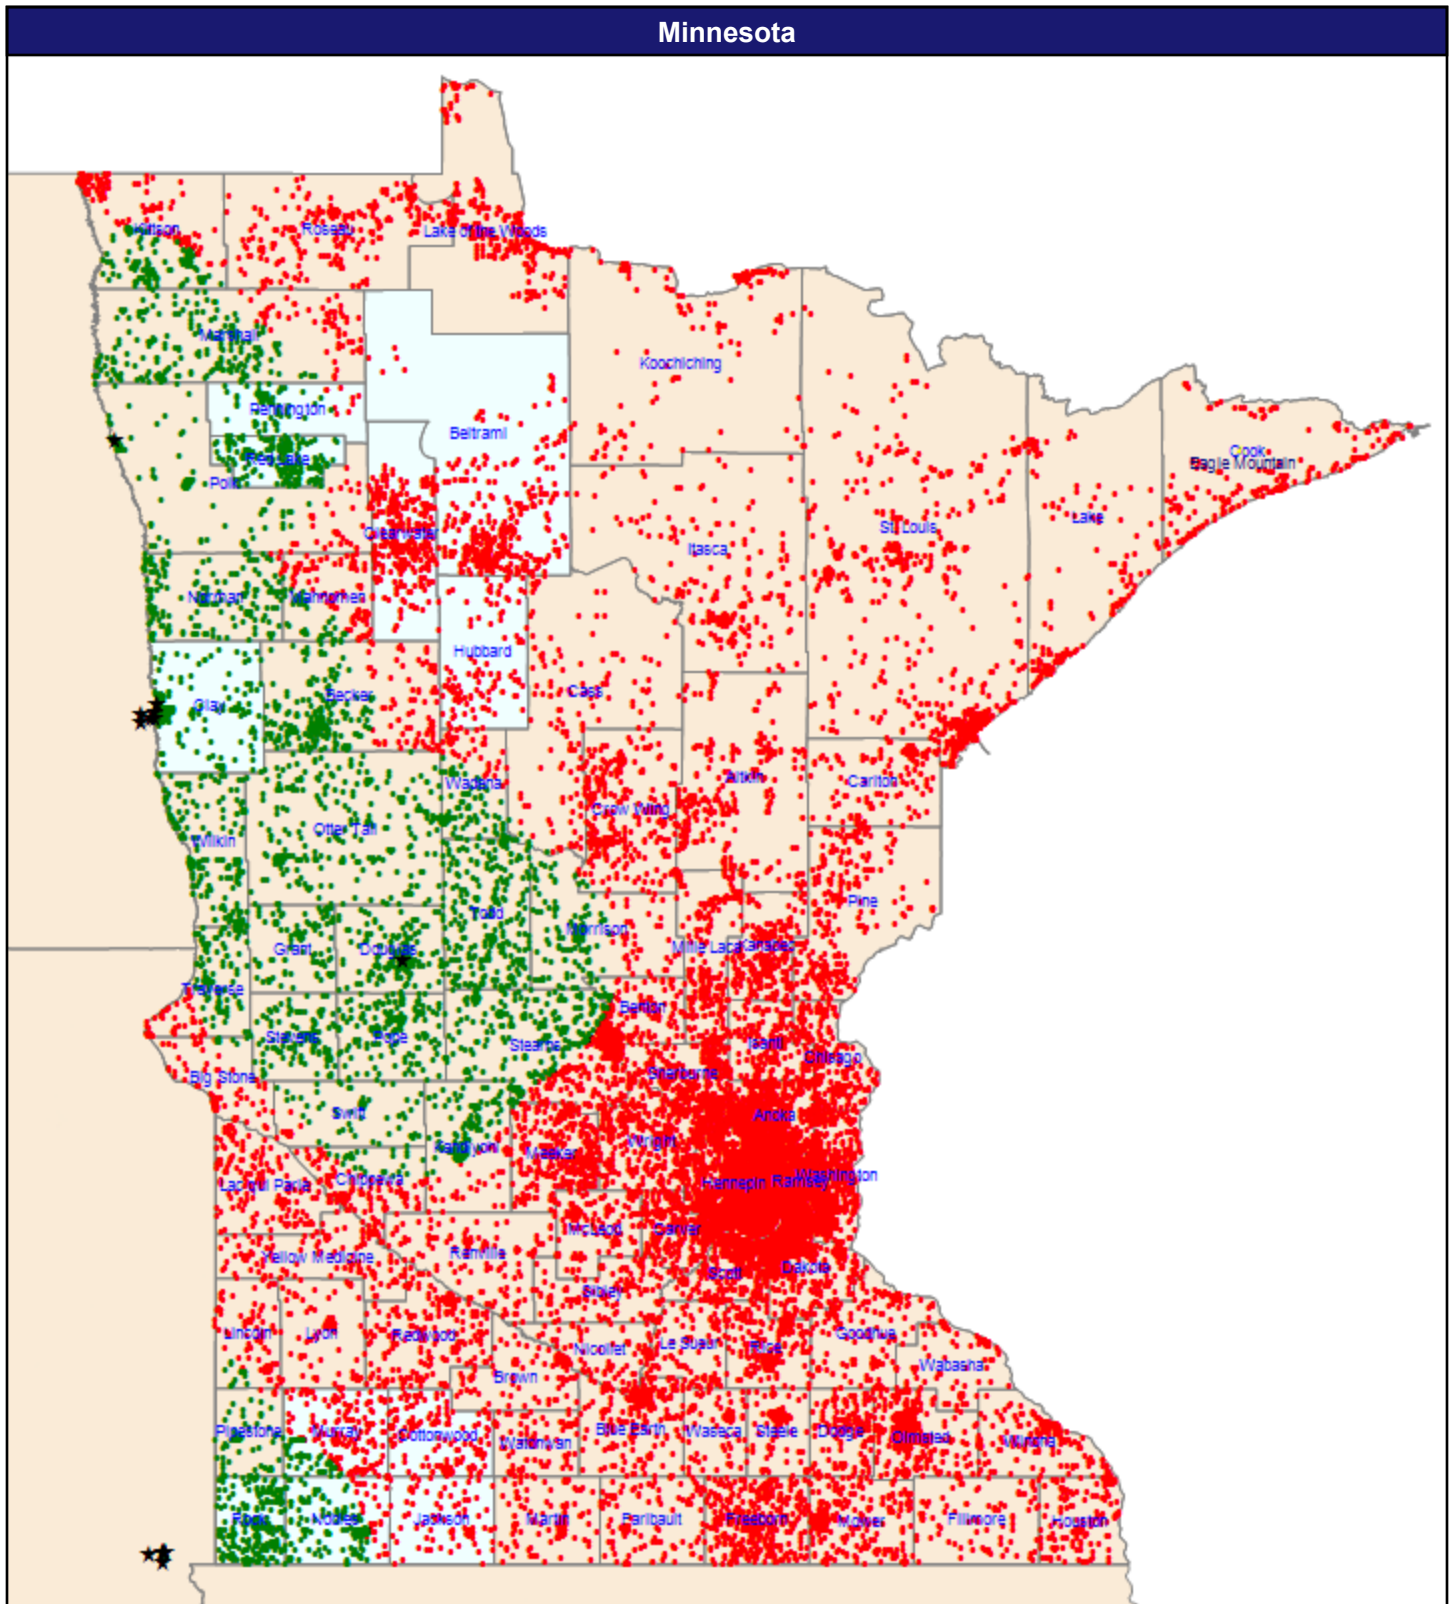 Minnesota
Kittson
Roseau
Lake of the Woods
Marshall
Koochiching
Pennington
Beltrami
Red Lake
Cook
Eagle Mountain
Polk
Clearwater
St. Louis
Lake
Itasca
Norman
Mahnomen
Hubbard
Clay
Becker
Cass
Wadena
Aitkin
Carlton
Crow Wing
Otter Tail
Wilkin
Pine
Todd
Morrison
Grant
Douglas
Mille Lacs
Kanabec
Traverse
Benton
Stevens
Pope
Stearns
Isanti
Chisago
Big Stone
Sherburne
Swift
Anoka
Kandiyohi
Meeker
Wright
Lac qui Parle
Chippewa
Hennepin
Ramsey
Washington
McLeod
Carver
Yellow Medicine
Renville
Scott
Dakota
Sibley
Lincoln
Lyon
Redwood
Nicollet
Le Sueur
Rice
Goodhue
Wabasha
Brown
Pipestone
Murray
Cottonwood
Watonwan
Blue Earth
Waseca
Steele
Dodge
Olmsted
Winona
Rock
Nobles
Jackson
Martin
Faribault
Freeborn
Mower
Fillmore
Houston